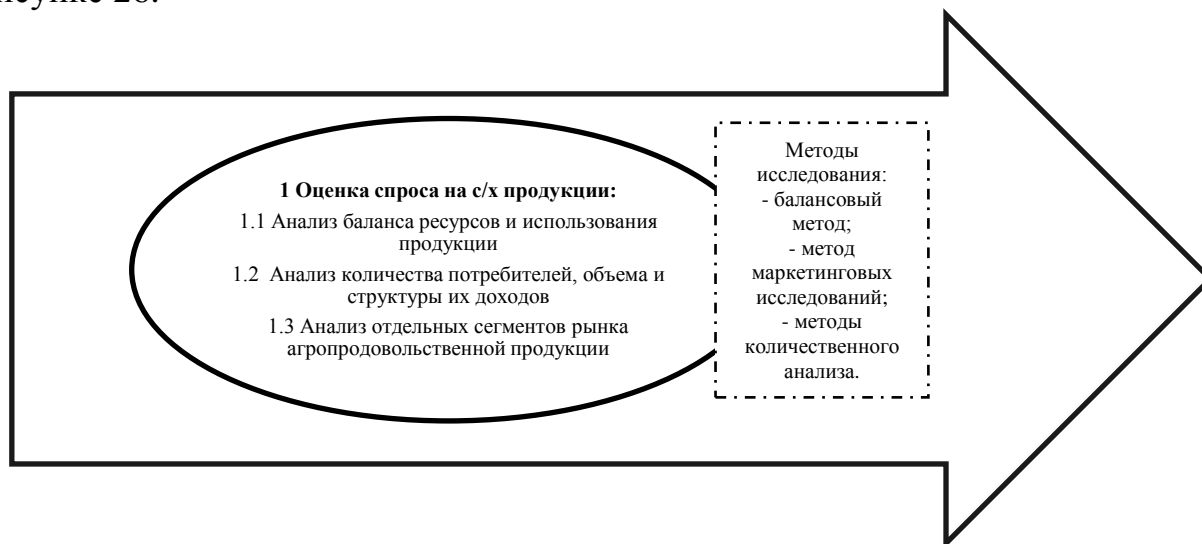 1 Оценка спроса на с/х продукции:
1.1 Анализ баланса ресурсов и использования
продукции
1.2 Анализ количества потребителей, объема и
структуры их доходов
1.3 Анализ отдельных сегментов рынка
агропродовольственной продукции
Методы
исследования:
- балансовый
метод;
- метод
маркетинговых
исследований;
- методы
количественного
анализа.